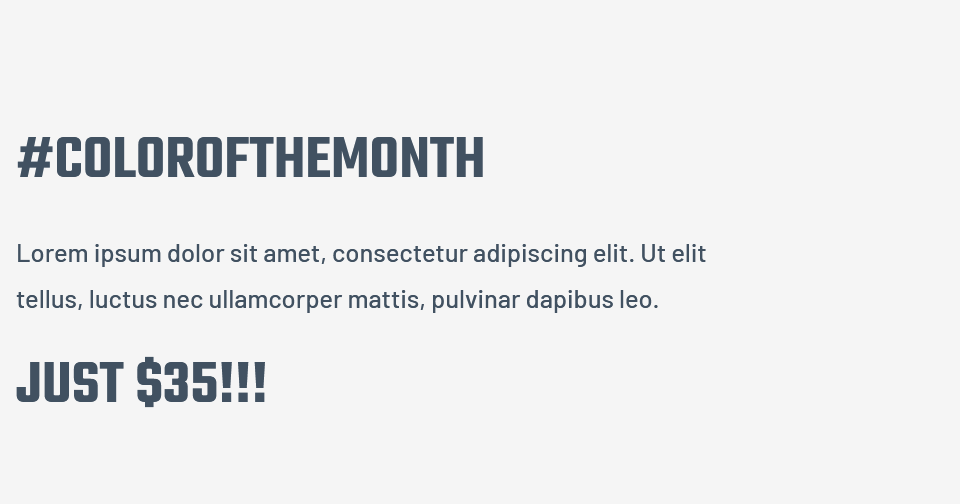 #COLOROFTHEMONTH
Lorem ipsum dolor sit amet, consectetur adipiscing elit. Ut elit
tellus, luctus nec ullamcorper mattis, pulvinar dapibus leo.
JUST $35!!!